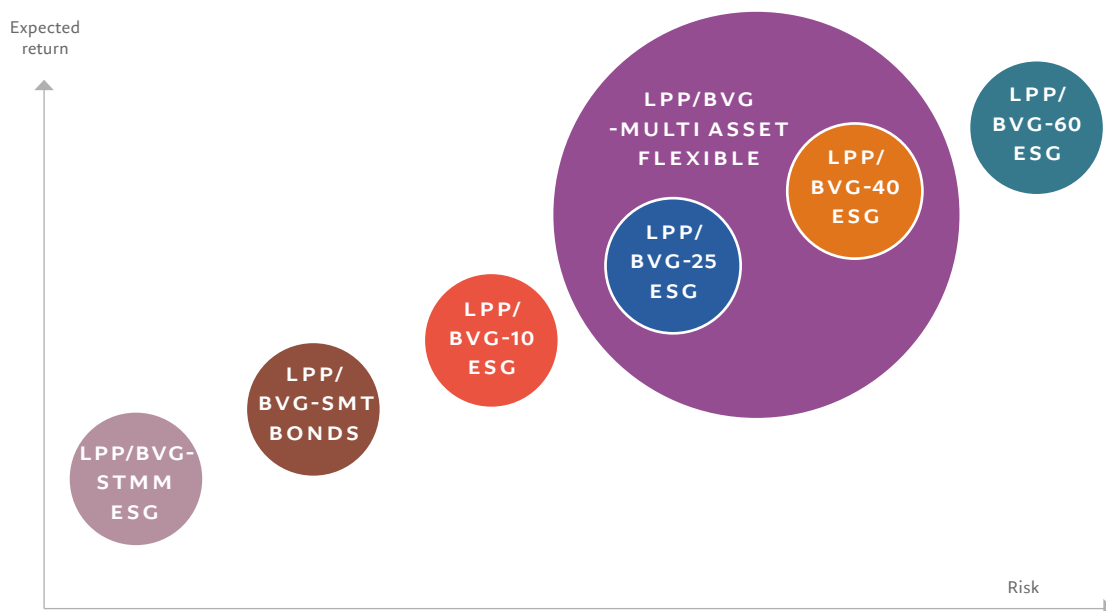 Expected
return
LPP/BVG
-MULTI ASSET
FLEXIBLE
LPP/
BVG-60
ESG
LPP/
BVG-40
ESG
LPP/
BVG-25
ESG
LPP/
BVG-10
ESG
LPP/
BVG-SMT
BONDS
LPP/BVG-
STMM
ESG
Risk